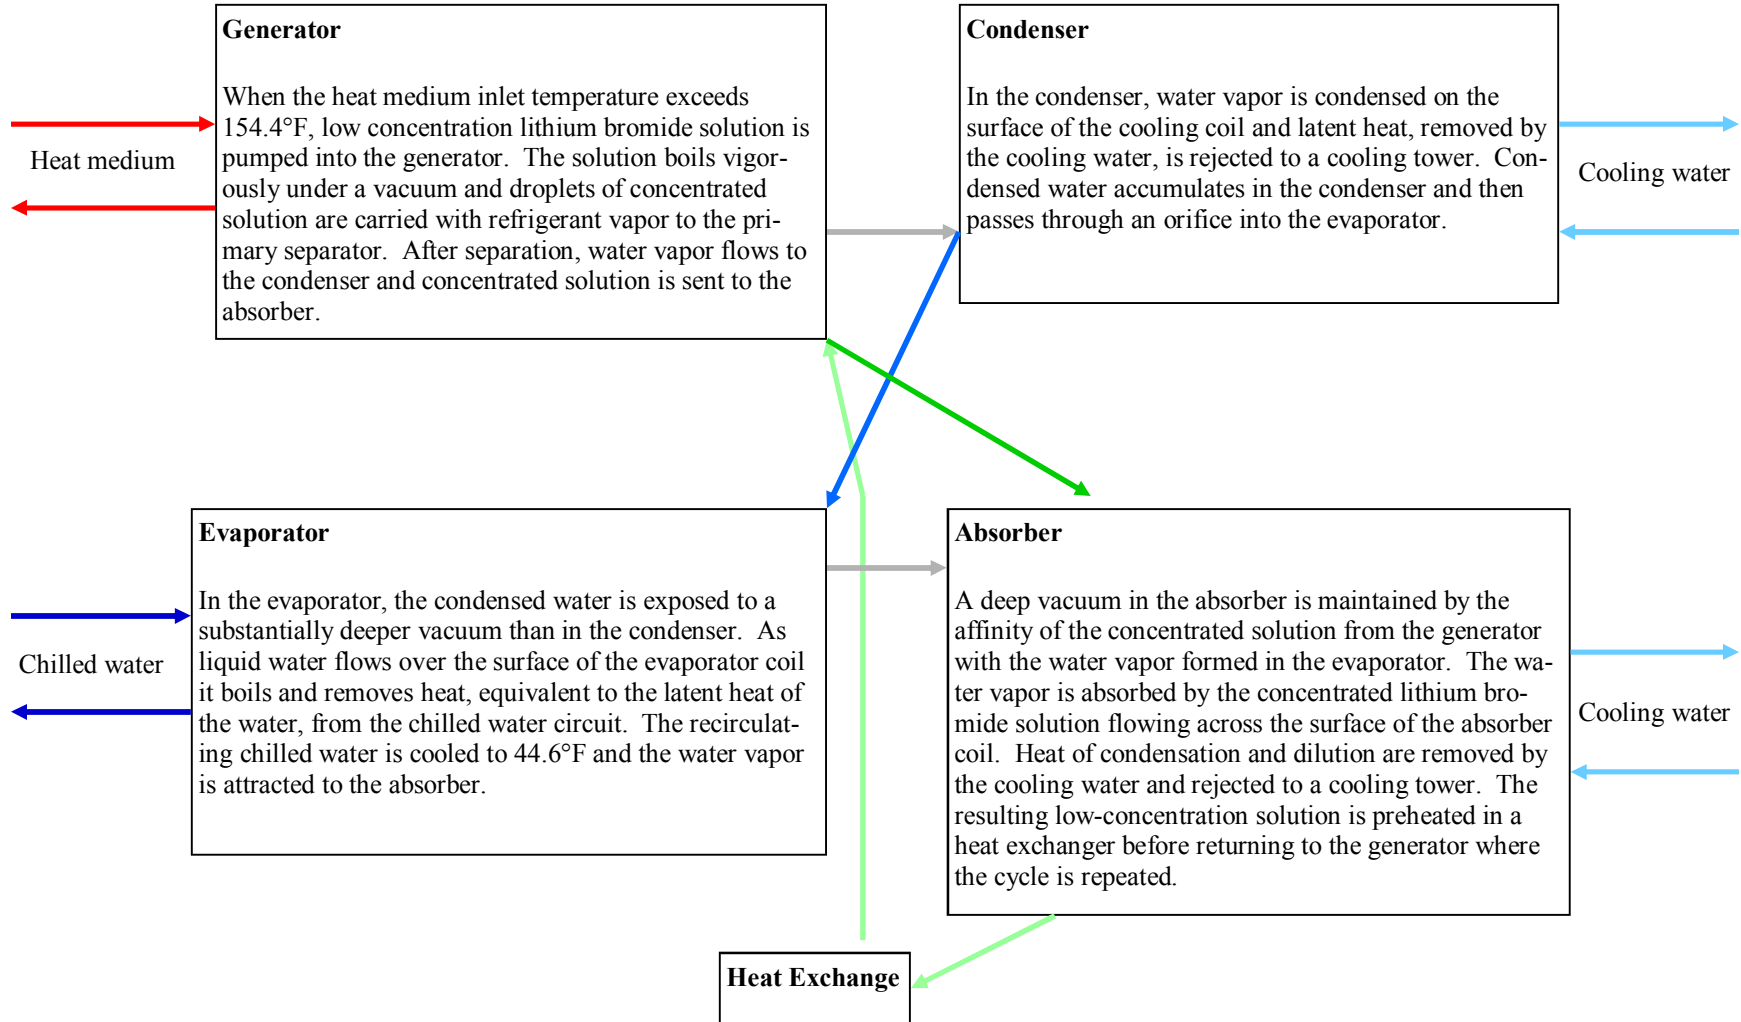 Generator
When the heat medium inlet temperature exceeds
154.4°F, low concentration lithium bromide solution is
pumped into the generator.  The solution boils vigor-
ously under a vacuum and droplets of concentrated
solution are carried with refrigerant vapor to the pri-
mary separator.  After separation, water vapor flows to
the condenser and concentrated solution is sent to the
absorber.
Heat medium
Condenser
In the condenser, water vapor is condensed on the
surface of the cooling coil and latent heat, removed by
the cooling water, is rejected to a cooling tower.  Con-
densed water accumulates in the condenser and then
passes through an orifice into the evaporator.
Cooling water
Evaporator
In the evaporator, the condensed water is exposed to a
substantially deeper vacuum than in the condenser.  As
liquid water flows over the surface of the evaporator coil
it boils and removes heat, equivalent to the latent heat of
the water, from the chilled water circuit.  The recirculat-
ing chilled water is cooled to 44.6°F and the water vapor
is attracted to the absorber.
Chilled water
Absorber
A deep vacuum in the absorber is maintained by the
affinity of the concentrated solution from the generator
with the water vapor formed in the evaporator.  The wa-
ter vapor is absorbed by the concentrated lithium bro-
mide solution flowing across the surface of the absorber
coil.  Heat of condensation and dilution are removed by
the cooling water and rejected to a cooling tower.  The
resulting low-concentration solution is preheated in a
heat exchanger before returning to the generator where
the cycle is repeated.
Cooling water
Heat Exchange